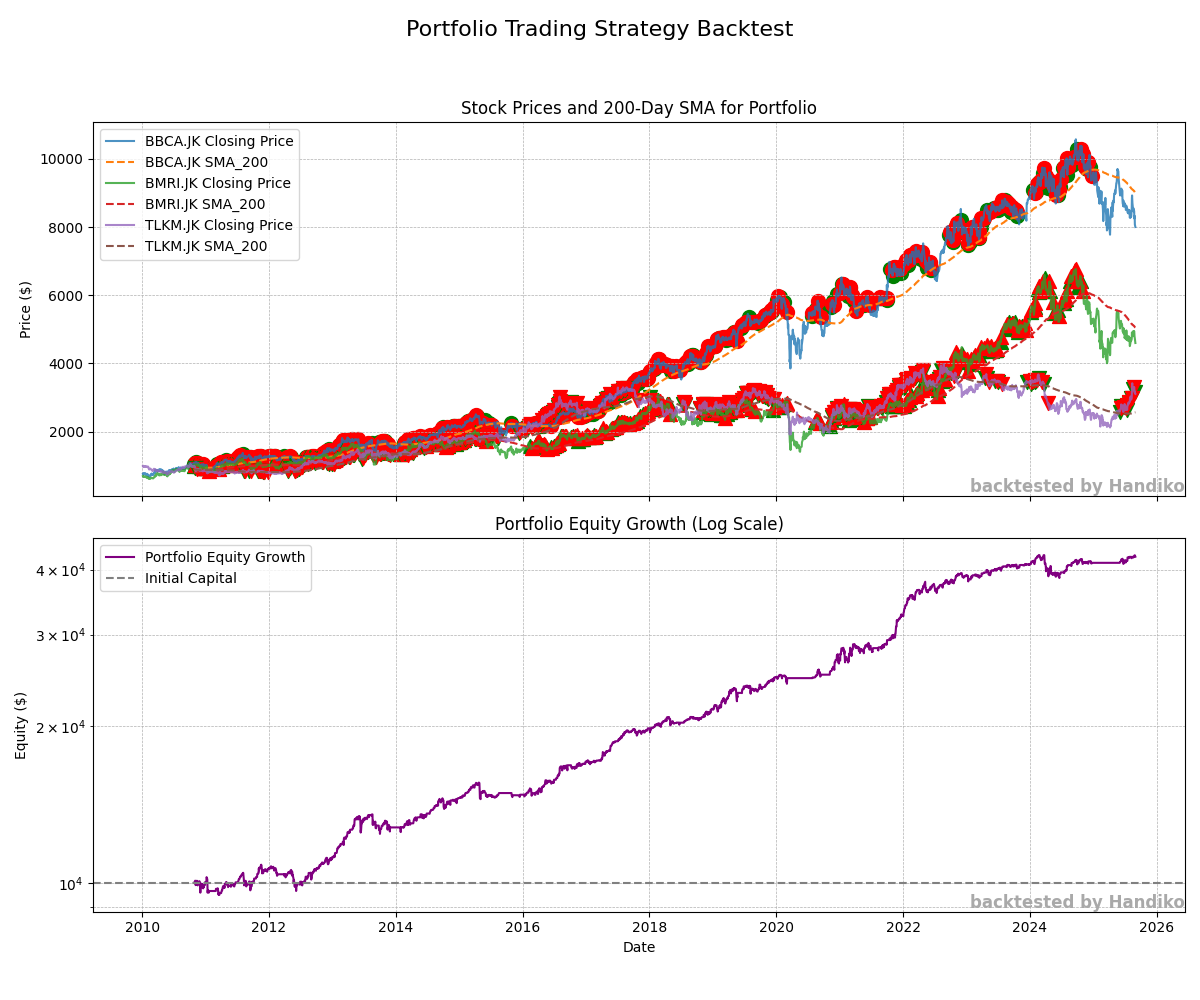 Portfolio Trading Strategy Backtest
Stock Prices and 200-Day SMA for Portfolio
BBCA.JK Closing Price
BBCA.JK SMA_200
BMRI.JK Closing Price
BMRI.JK SMA_200
TLKM.JK Closing Price
TLKM.JK SMA_200
Price ($)
10000
8000
6000
4000
2000
backtested by Handiko
Portfolio Equity Growth (Log Scale)
Portfolio Equity Growth
Initial Capital
Equity ($)
4 × 10⁴
3 × 10⁴
2 × 10⁴
10⁴
backtested by Handiko
2010 2012 2014 2016 2018 2020 2022 2024 2026
Date